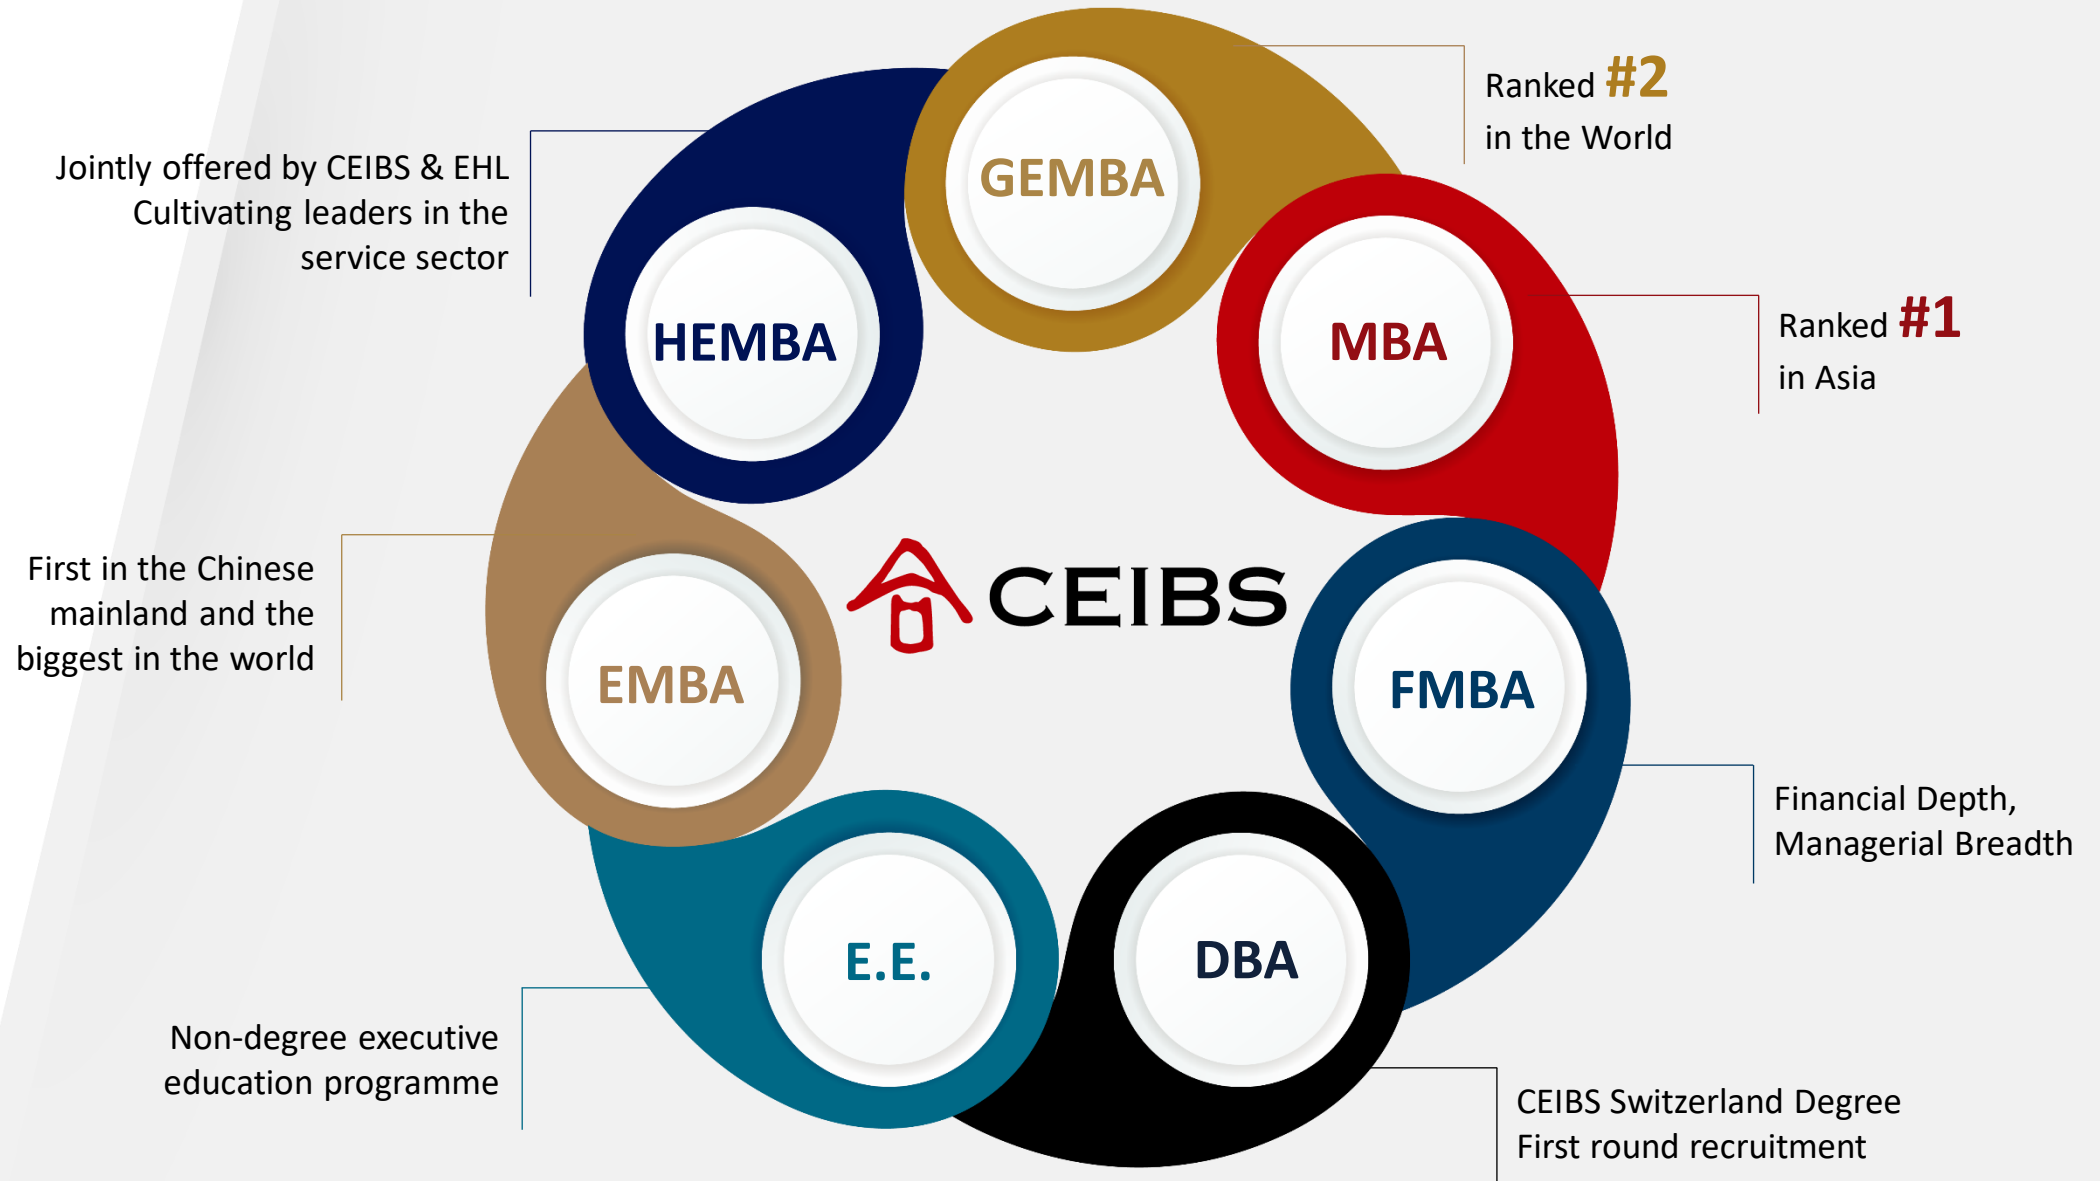 GEMBA
Ranked #2
in the World
MBA
Ranked #1
in Asia
FMBA
Financial Depth,
Managerial Breadth
DBA
CEIBS Switzerland Degree
First round recruitment
E.E.
Non-degree executive
education programme
EMBA
First in the Chinese
mainland and the
biggest in the world
HEMBA
Jointly offered by CEIBS & EHL
Cultivating leaders in the
service sector
CEIBS